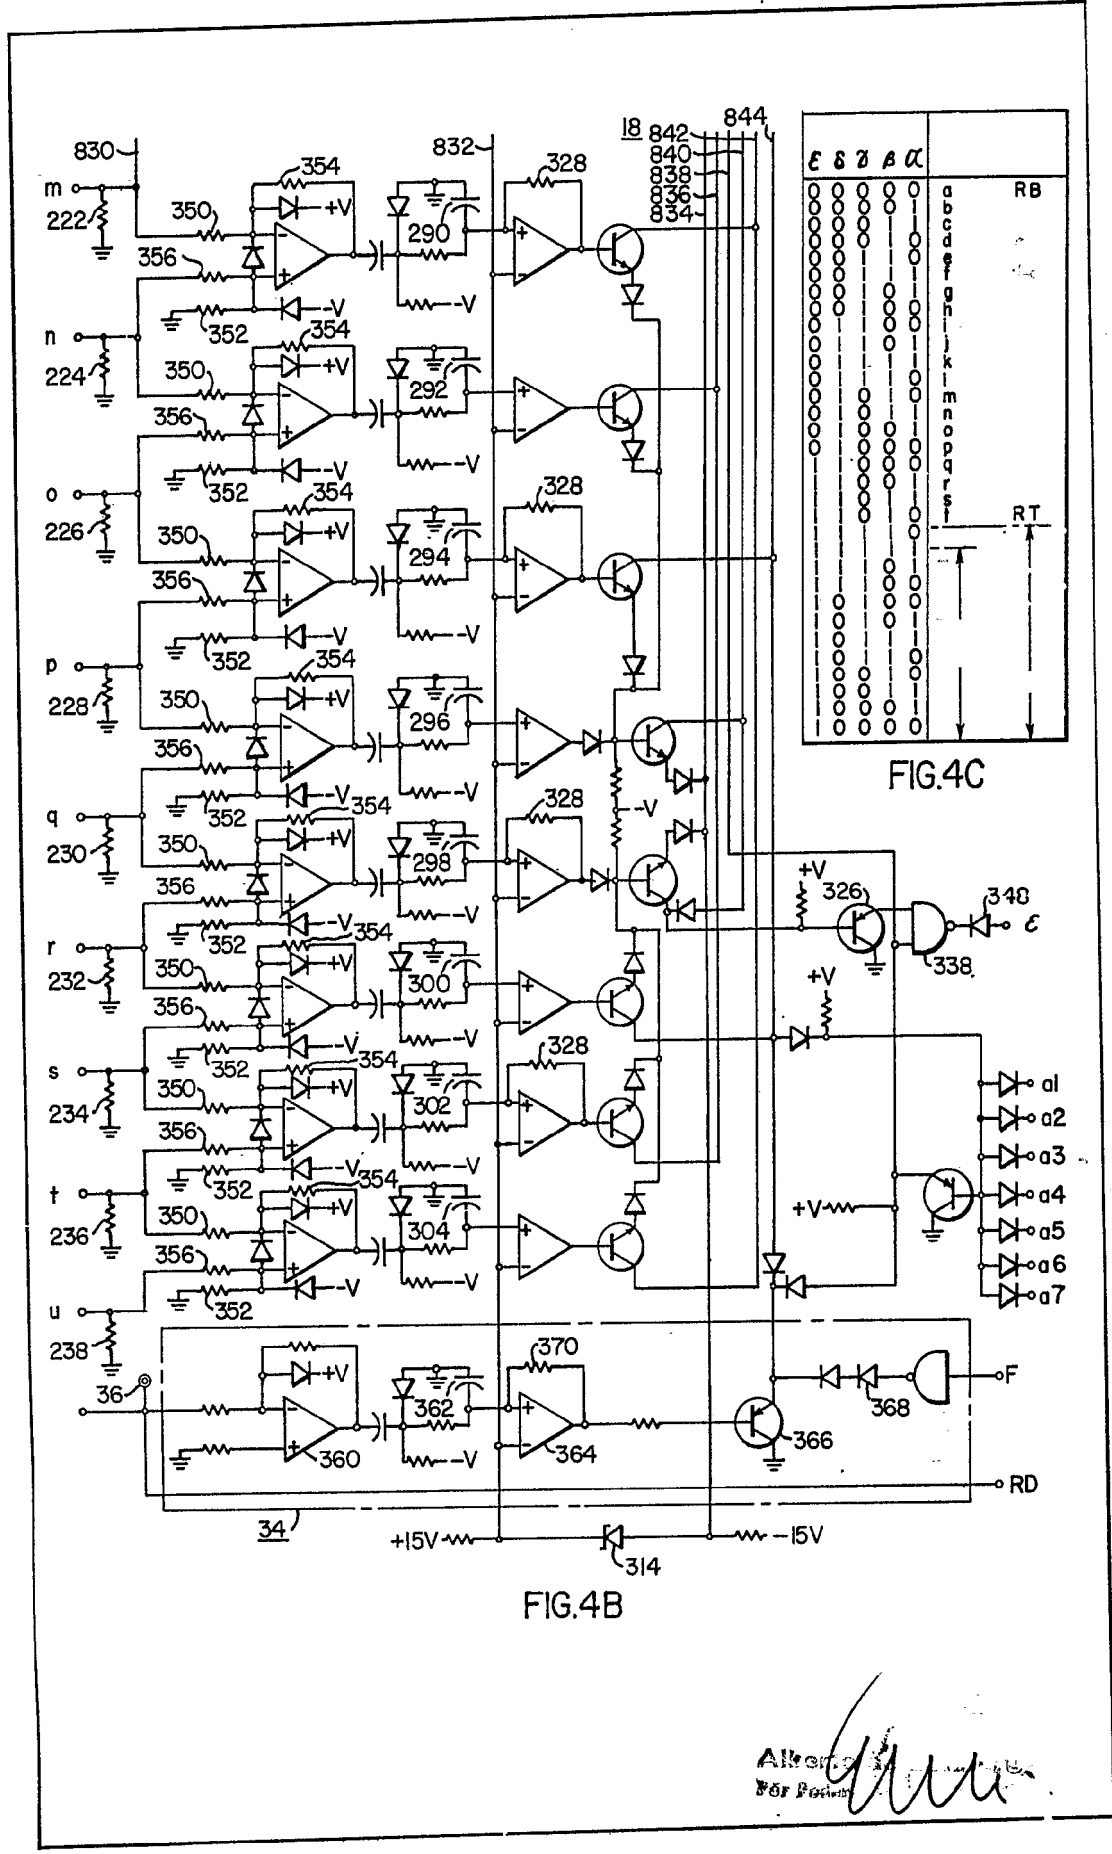 844
18 842
830 832 840
838
836
834
m 354 328
+V
222 350 290
356 -V
352 -V
n 354
+V
224 350 292
356
352 -V -V
o 354 328
+V
226 350 294
356
352 -V -V
p 354
+V
228 350 296
356
352 -V -V -V
q 354 328
+V
230 350 298
356 +V 326 340
352 -V -V ε
r 354 338
+V
232 350 300 +V
356
352 -V -V
s 354 328
+V a1
234 350 302 a2
356 a3
352 -V -V
t 354 a4
+V +V
236 350 304 a5
356 a6
352 -V -V a7
u
238 370
36 +V F
362 368
360 -V 364 366
RD
34 +15V -15V
314
FIG.4B
ε δ γ β α
a RB
b
c
d
e
f
g
h
i
j
k
l
m
n
o
p
q
r
s
t RT
FIG.4C